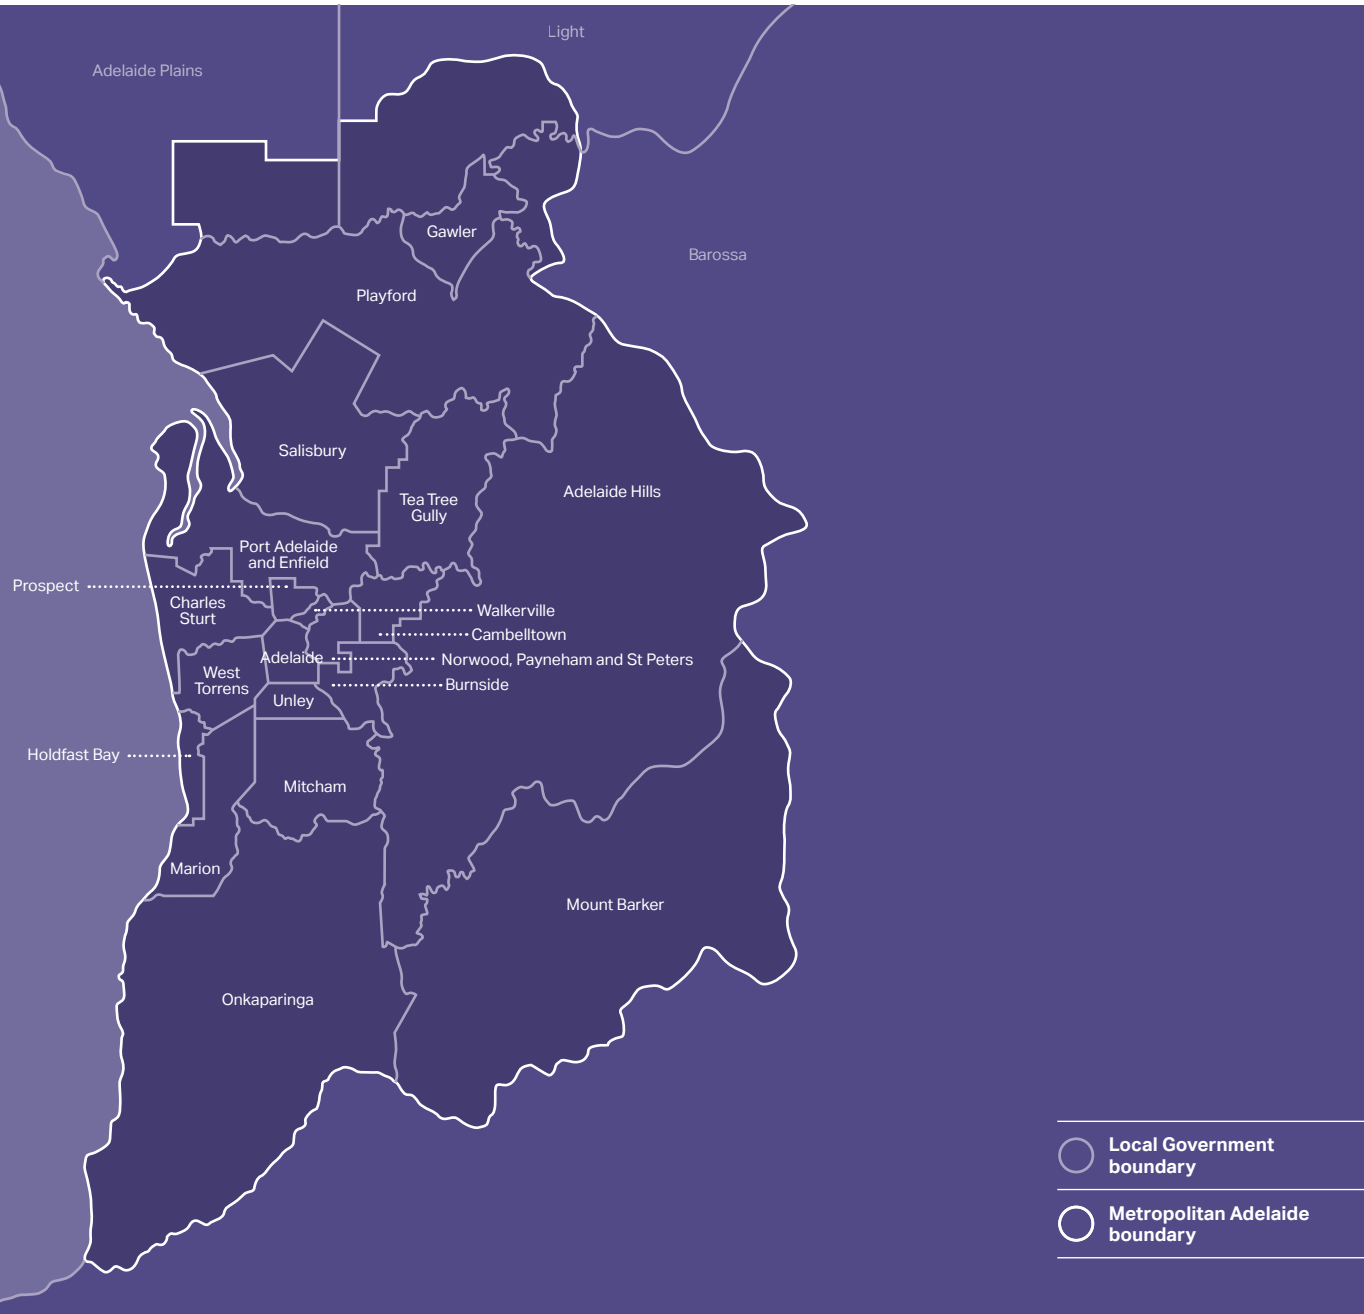 Light
Adelaide Plains
Gawler
Barossa
Playford
Salisbury
Adelaide Hills
Tea Tree
Gully
Port Adelaide
and Enfield
Prospect
Charles
Sturt
Walkerville
Cambelltown
Adelaide
Norwood, Payneham and St Peters
West
Torrens
Burnside
Unley
Holdfast Bay
Mitcham
Marion
Mount Barker
Onkaparinga
Local Government
boundary
Metropolitan Adelaide
boundary